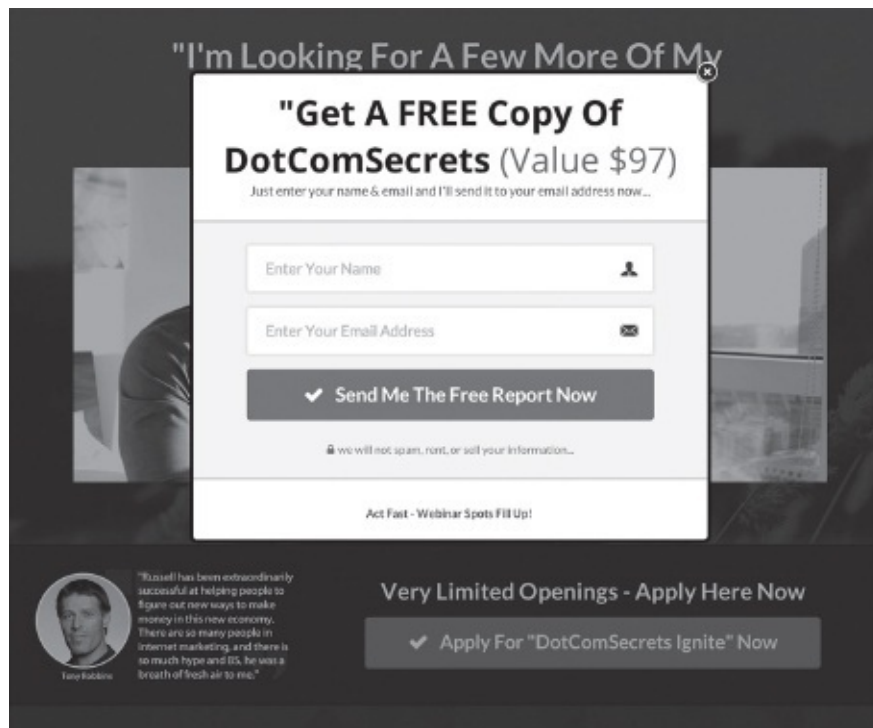 "I'm Looking For A Few More Of My
"Get A FREE Copy Of
DotComSecrets (Value $97)
Just enter your name & email and I'll send it to your email address now...
Enter Your Name
Enter Your Email Address
Send Me The Free Report Now
we will not spam, rent, or sell your information...
Act Fast - Webinar Spots Fill Up!
"Russell has been extraordinarily
successful at helping people to
figure out new ways to make
money in this new economy.
There are so many people in
internet marketing, and there is
so much hype and BS, he was a
breath of fresh air to me."
Tony Robbins
Very Limited Openings - Apply Here Now
Apply For "DotComSecrets Ignite" Now